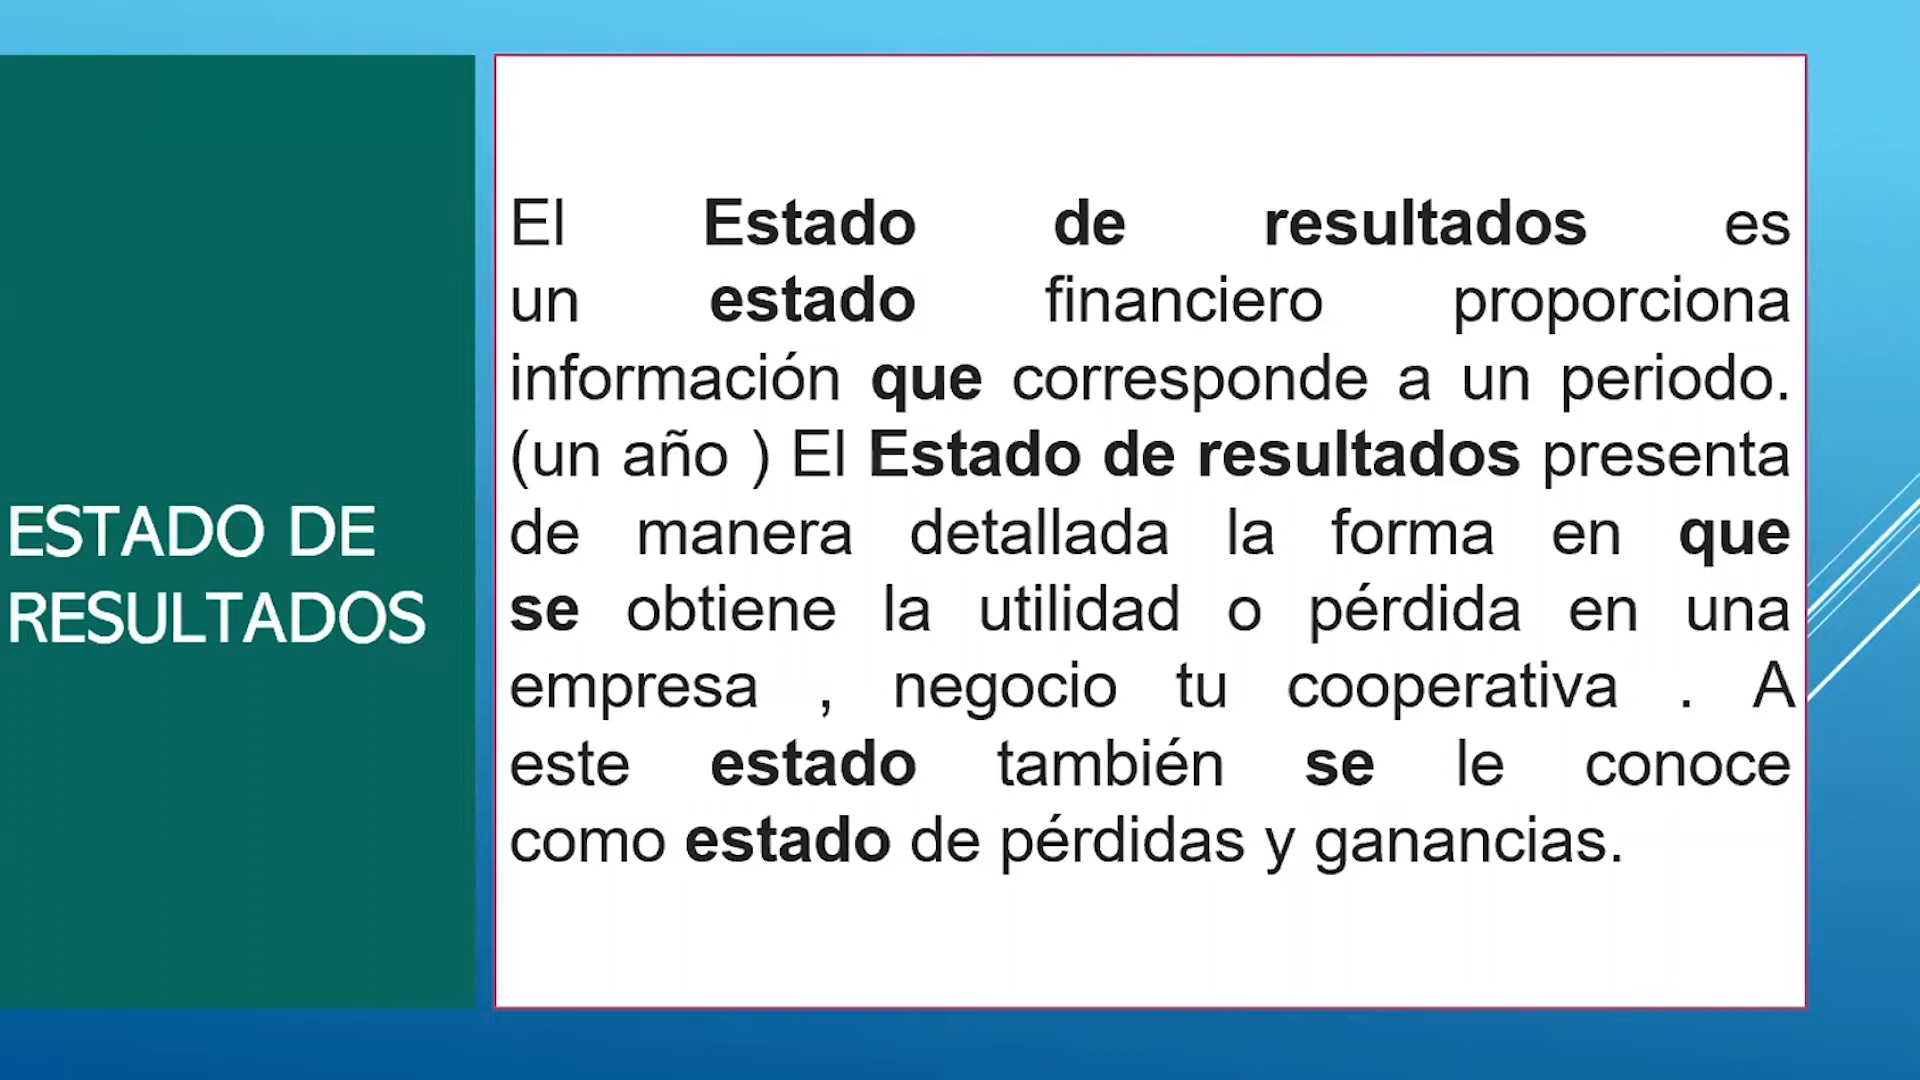 ESTADO DE
RESULTADOS
El Estado de resultados es
un estado financiero proporciona
información que corresponde a un periodo.
(un año ) El Estado de resultados presenta
de manera detallada la forma en que
se obtiene la utilidad o pérdida en una
empresa , negocio tu cooperativa . A
este estado también se le conoce
como estado de pérdidas y ganancias.